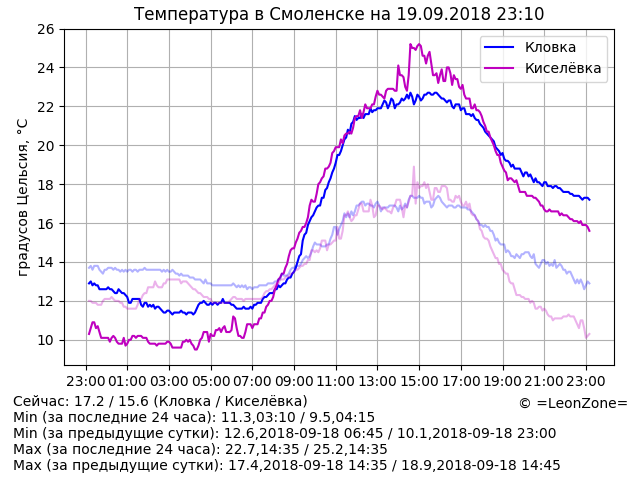 Температура в Смоленске на 19.09.2018 23:10
градусов Цельсия, °C
26
24
22
20
18
16
14
12
10
Кловка
Киселёвка
23:00 01:00 03:00 05:00 07:00 09:00 11:00 13:00 15:00 17:00 19:00 21:00 23:00
Сейчас: 17.2 / 15.6 (Кловка / Киселёвка)
© =LeonZone=
Min (за последние 24 часа): 11.3,03:10 / 9.5,04:15
Min (за предыдущие сутки): 12.6,2018-09-18 06:45 / 10.1,2018-09-18 23:00
Max (за последние 24 часа): 22.7,14:35 / 25.2,14:35
Max (за предыдущие сутки): 17.4,2018-09-18 14:35 / 18.9,2018-09-18 14:45